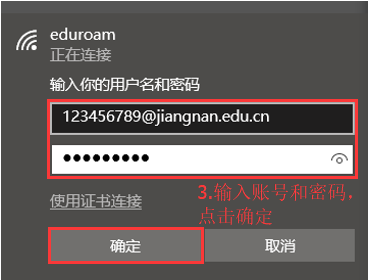 eduroam
正在连接
输入你的用户名和密码
123456789@jiangnan.edu.cn
●●●●●●●●●
使用证书连接
3.输入账号和密码，
点击确定
确定
取消